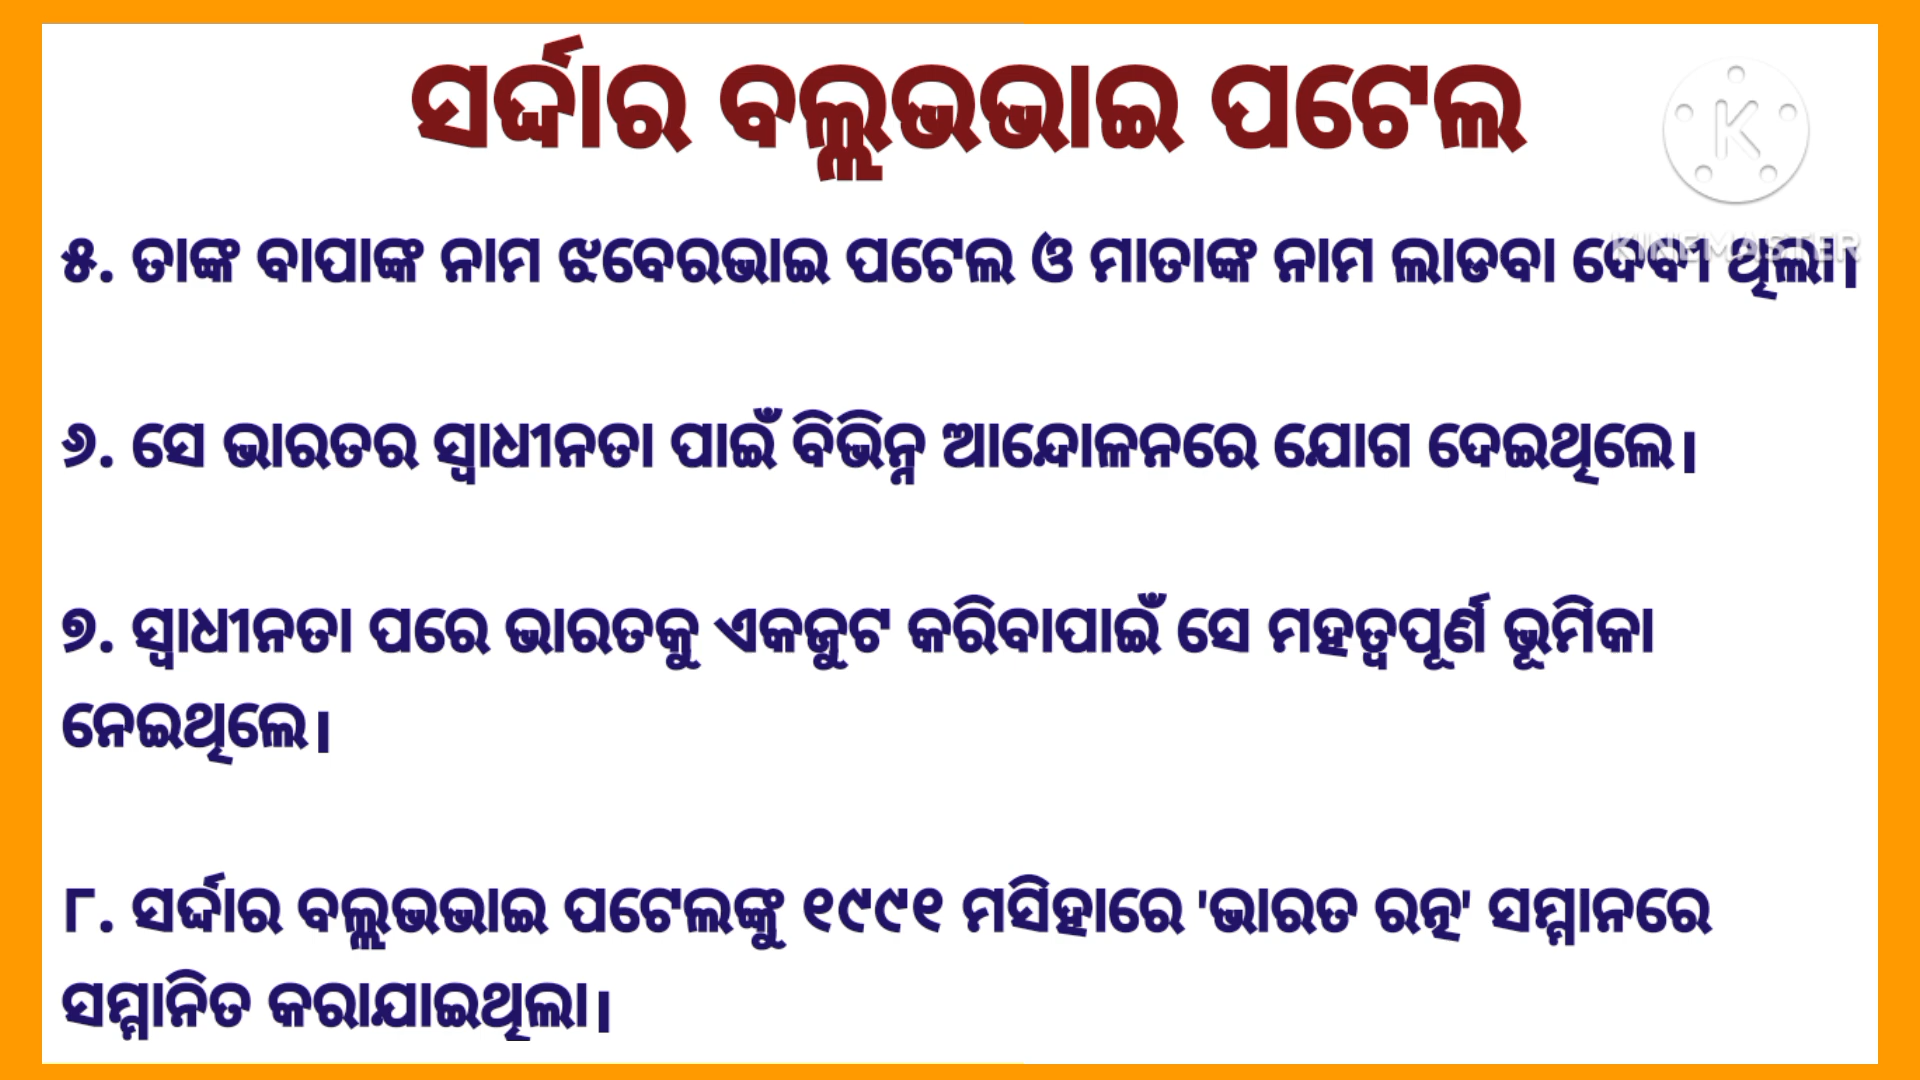 ସର୍ଦ୍ଦାର ବଲ୍ଲଭଭାଇ ପଟେଲ
K
KINEMASTER
୫. ତାଙ୍କ ବାପାଙ୍କ ନାମ ଝବେରଭାଇ ପଟେଲ ଓ ମାତାଙ୍କ ନାମ ଲାଡବା ଦେବୀ ଥିଲା।
୬. ସେ ଭାରତର ସ୍ଵାଧୀନତା ପାଇଁ ବିଭିନ୍ନ ଆନ୍ଦୋଳନରେ ଯୋଗ ଦେଇଥିଲେ।
୭. ସ୍ଵାଧୀନତା ପରେ ଭାରତକୁ ଏକଜୁଟ କରିବାପାଇଁ ସେ ମହତ୍ଵପୂର୍ଣ ଭୂମିକା
ନେଇଥିଲେ।
୮. ସର୍ଦ୍ଦାର ବଲ୍ଲଭଭାଇ ପଟେଲଙ୍କୁ ୧୯୯୧ ମସିହାରେ 'ଭାରତ ରତ୍ନ' ସମ୍ମାନରେ
ସମ୍ମାନିତ କରାଯାଇଥିଲା।